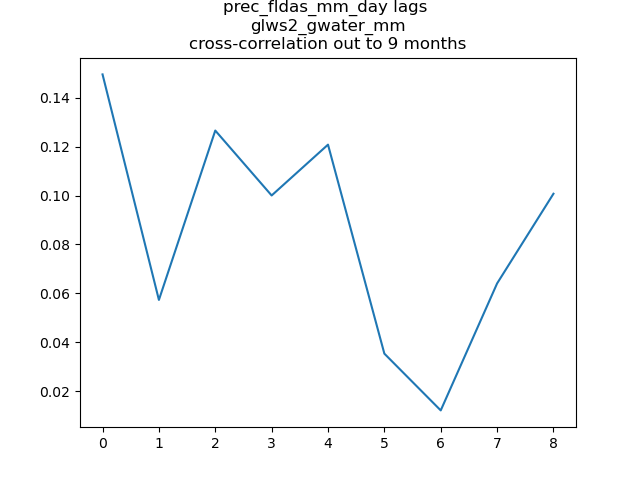 prec_fldas_mm_day lags
glws2_gwater_mm
cross-correlation out to 9 months
0.14
0.12
0.10
0.08
0.06
0.04
0.02
0 1 2 3 4 5 6 7 8